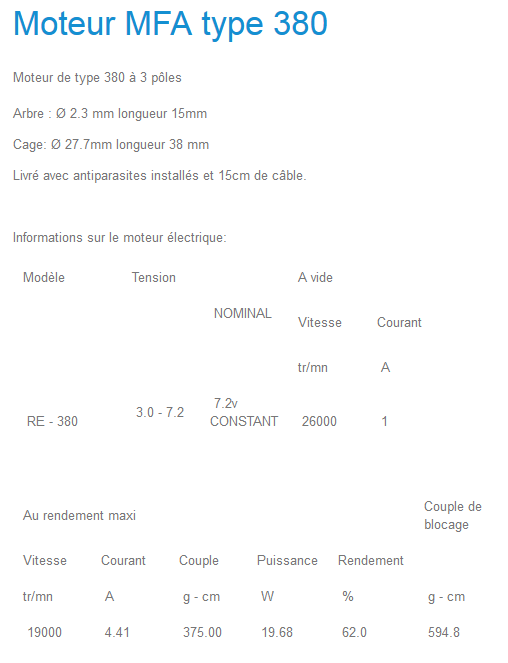 Moteur MFA type 380
Moteur de type 380 à 3 pôles
Arbre : Ø 2.3 mm longueur 15mm
Cage: Ø 27.7mm longueur 38 mm
Livré avec antiparasites installés et 15cm de câble.
Informations sur le moteur électrique:
Modèle Tension A vide
NOMINAL
Vitesse Courant
tr/mn A
7.2v
3.0 - 7.2
RE - 380 CONSTANT 26000 1
Couple de
Au rendement maxi
blocage
Vitesse Courant Couple Puissance Rendement
tr/mn A g - cm W % g - cm
19000 4.41 375.00 19.68 62.0 594.8